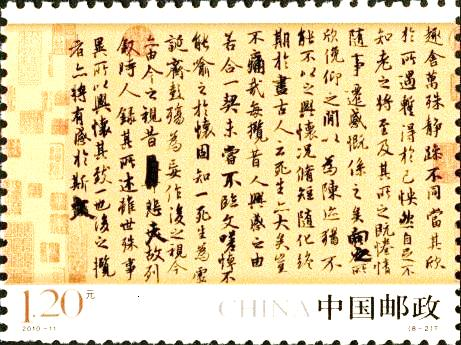 趣舍萬殊靜躁不同當其欣
於所遇暫得於己怏然自足不
知老之將至及其所之既惓情
隨事遷感慨係之矣向之所
欣俛仰之間以為陳迹猶不
能不以之興懷況脩短隨化終
期於盡古人云死生亦大矣豈
不痛哉每攬昔人興感之由
若合一契未嘗不臨文嗟悼不
能喻之於懷固知一死生為虛
誕齊彭殤為妄作後之視今
亦由今之視昔悲夫故列
敘時人錄其所述雖世殊事
異所以興懷其致一也後之攬
者亦將有感於斯文
1.20元
CHINA 中国邮政
2010-11
(8-2)T